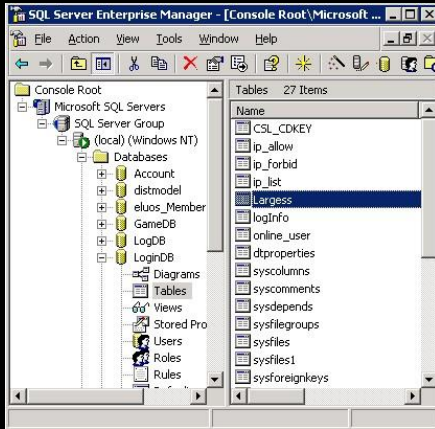 SQL Server Enterprise Manager - [Console Root\Microsoft ...
File Action View Tools Window Help
Console Root
Microsoft SQL Servers
SQL Server Group
(local) (Windows NT)
Databases
Account
distmodel
eluos_Member
GameDB
LogDB
LoginDB
Diagrams
Tables
Views
Stored Pro
Users
Roles
Rules
Tables 27 Items
Name
CSL_CDKEY
ip_allow
ip_forbid
ip_list
Largess
logInfo
online_user
dtproperties
syscolumns
syscomments
sysdepends
sysfilegroups
sysfiles
sysfiles1
sysforeignkeys